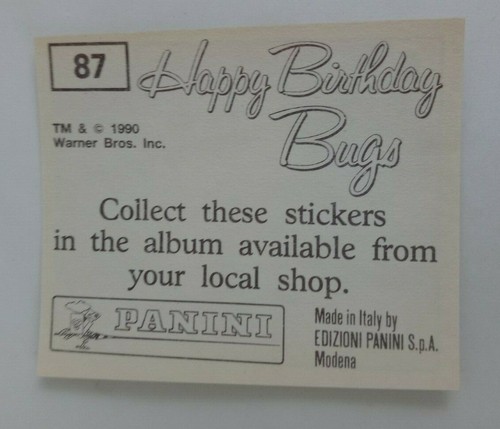 87
Happy Birthday
Bugs
TM & © 1990
Warner Bros. Inc.
Collect these stickers
in the album available from
your local shop.
PANINI
Made in Italy by
EDIZIONI PANINI S.p.A.
Modena